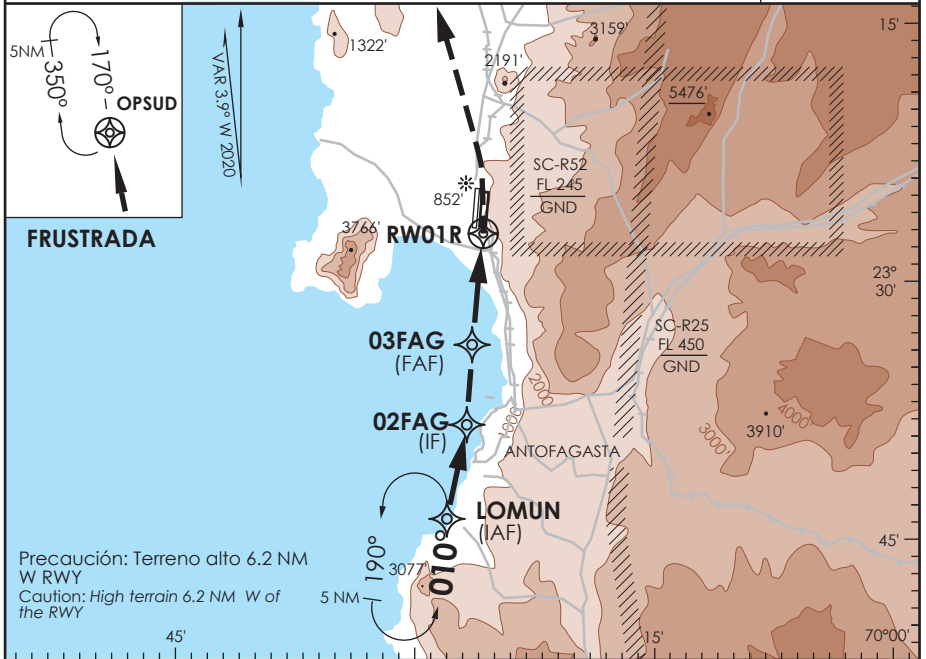 5NM
350°
170°
OPSUD
FRUSTRADA
VAR 3.9° W 2020
1322'
3159'
2191'
5476'
15'
SC-R52
FL 245
GND
852'
3766'
RW01R
23°
30'
03FAG
(FAF)
SC-R25
FL 450
GND
2000
1000
02FAG
(IF)
ANTOFAGASTA
3000'
4000'
3910'
LOMUN
(IAF)
45'
190°
010°
3077'
5 NM
Precaución: Terreno alto 6.2 NM
W RWY
Caution: High terrain 6.2 NM W of
the RWY
45'
15'
70°00'